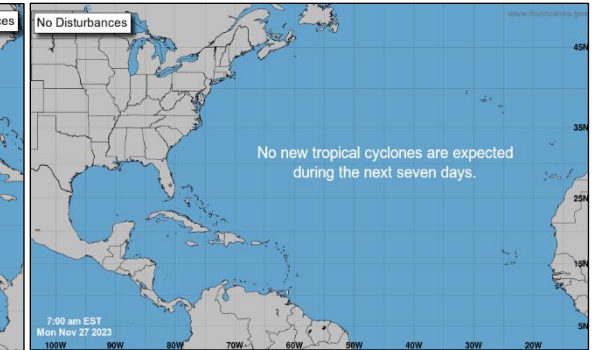 ces
No Disturbances
www.hurricanes.gov
45N
35N
No new tropical cyclones are expected
during the next seven days.
25N
15N
7:00 am EST
Mon Nov 27 2023
5N
100W 90W 80W 70W 60W 50W 40W 30W 20W